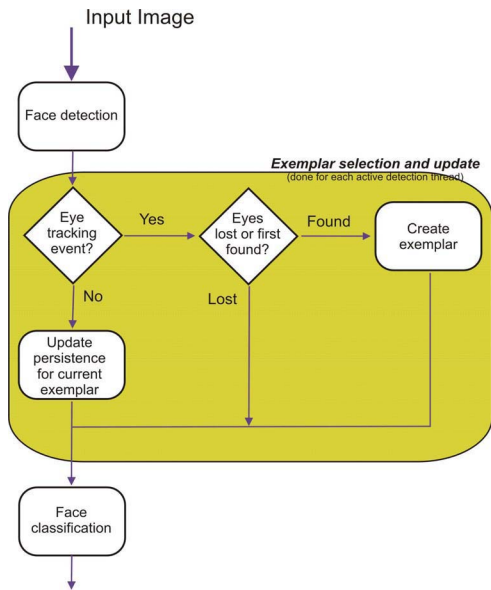 Input Image
Face detection
Exemplar selection and update
(done for each active detection thread)
Eye
tracking
event?
Yes
Eyes
lost or first
found?
Found
Create
exemplar
No
Lost
Update
persistence
for current
exemplar
Face
classification